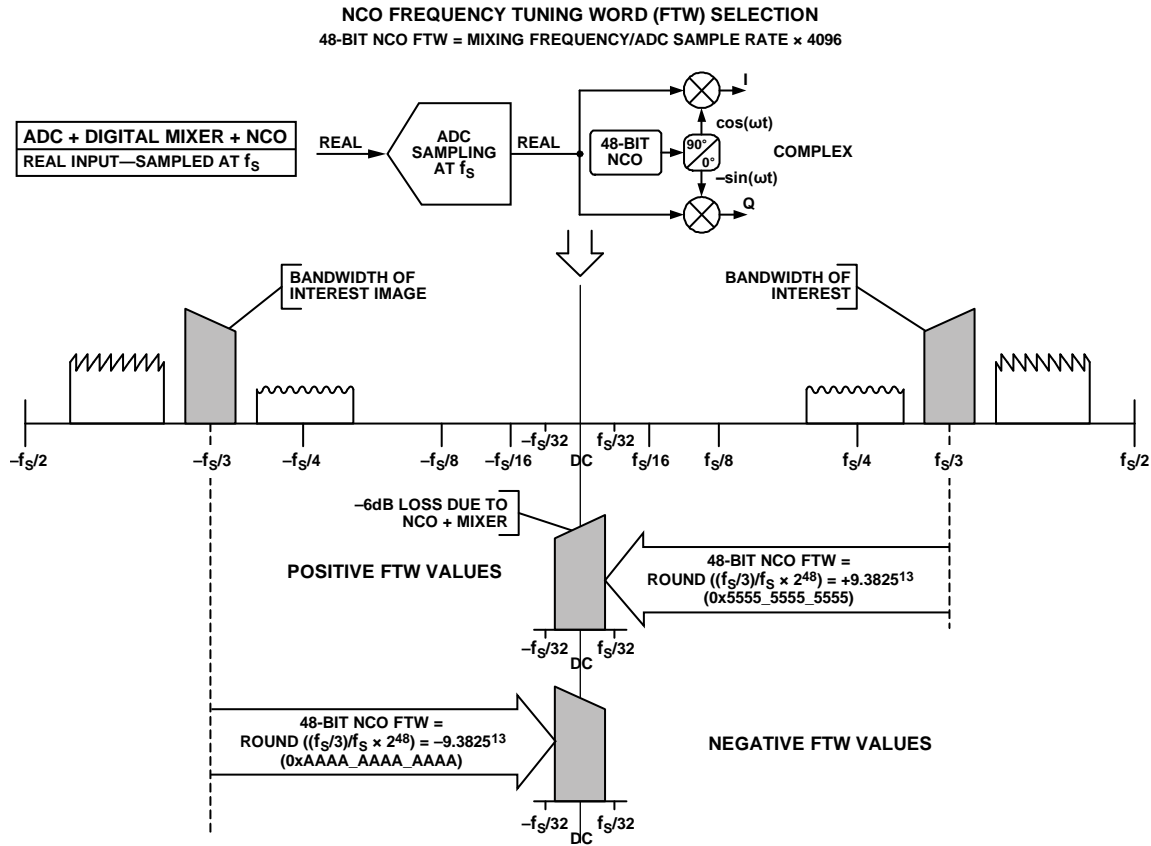 NCO FREQUENCY TUNING WORD (FTW) SELECTION
48-BIT NCO FTW = MIXING FREQUENCY/ADC SAMPLE RATE × 4096
ADC + DIGITAL MIXER + NCO
REAL INPUT—SAMPLED AT fS
REAL
ADC
SAMPLING
AT fS
REAL
48-BIT
NCO
90°
0°
I
cos(ωt)
COMPLEX
–sin(ωt)
Q
BANDWIDTH OF
INTEREST IMAGE
BANDWIDTH OF
INTEREST
–fS/2
–fS/3
–fS/4
–fS/8
–fS/16
–fS/32
DC
fS/32
fS/16
fS/8
fS/4
fS/3
fS/2
–6dB LOSS DUE TO
NCO + MIXER
POSITIVE FTW VALUES
48-BIT NCO FTW =
ROUND ((fS/3)/fS × 2^48) = +9.3825^13
(0x5555_5555_5555)
–fS/32
DC
fS/32
48-BIT NCO FTW =
ROUND ((fS/3)/fS × 2^48) = –9.3825^13
(0xAAAA_AAAA_AAAA)
NEGATIVE FTW VALUES
–fS/32
DC
fS/32